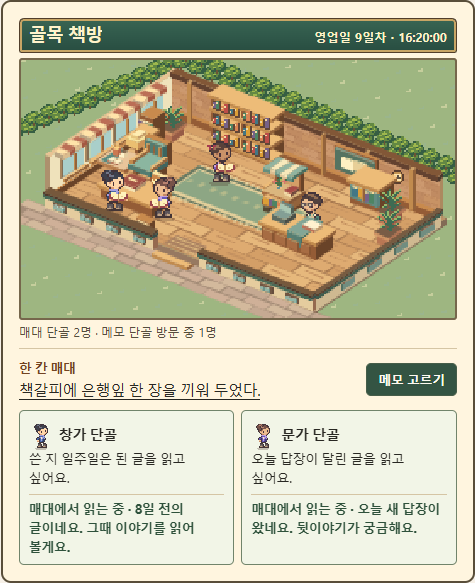 골목 책방
영업일 9일차 · 16:20:00
매대 단골 2명 · 메모 단골 방문 중 1명
한 칸 매대
책갈피에 은행잎 한 장을 끼워 두었다.
메모 고르기
창가 단골
쓴 지 일주일은 된 글을 읽고
싶어요.
매대에서 읽는 중 · 8일 전의
글이네요. 그때 이야기를 읽어
볼게요.
문가 단골
오늘 답장이 달린 글을 읽고
싶어요.
매대에서 읽는 중 · 오늘 새 답장이
왔네요. 뒷이야기가 궁금해요.